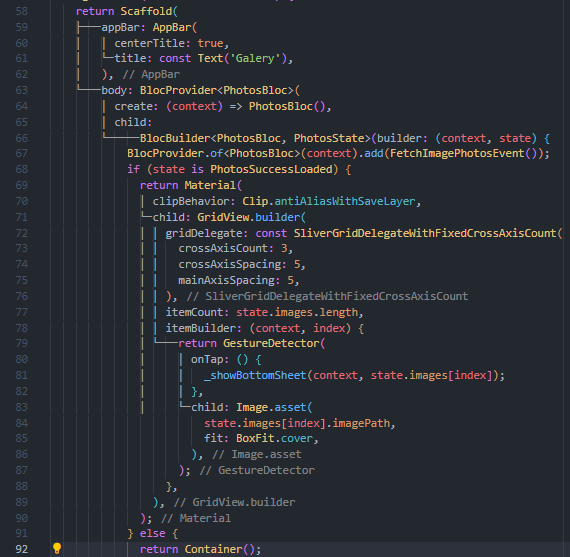 58 return Scaffold(
59 appBar: AppBar(
60 centerTitle: true,
61 title: const Text('Galery'),
62 ), // AppBar
63 body: BlocProvider<PhotosBloc>(
64 create: (context) => PhotosBloc(),
65 child:
66 BlocBuilder<PhotosBloc, PhotosState>(builder: (context, state) {
67 BlocProvider.of<PhotosBloc>(context).add(FetchImagePhotosEvent());
68 if (state is PhotosSuccessLoaded) {
69 return Material(
70 clipBehavior: Clip.antiAliasWithSaveLayer,
71 child: GridView.builder(
72 gridDelegate: const SliverGridDelegateWithFixedCrossAxisCount(
73 crossAxisCount: 3,
74 crossAxisSpacing: 5,
75 mainAxisSpacing: 5,
76 ), // SliverGridDelegateWithFixedCrossAxisCount
77 itemCount: state.images.length,
78 itemBuilder: (context, index) {
79 return GestureDetector(
80 onTap: () {
81 _showBottomSheet(context, state.images[index]);
82 },
83 child: Image.asset(
84 state.images[index].imagePath,
85 fit: BoxFit.cover,
86 ), // Image.asset
87 ); // GestureDetector
88 },
89 ), // GridView.builder
90 ); // Material
91 } else {
92 return Container();